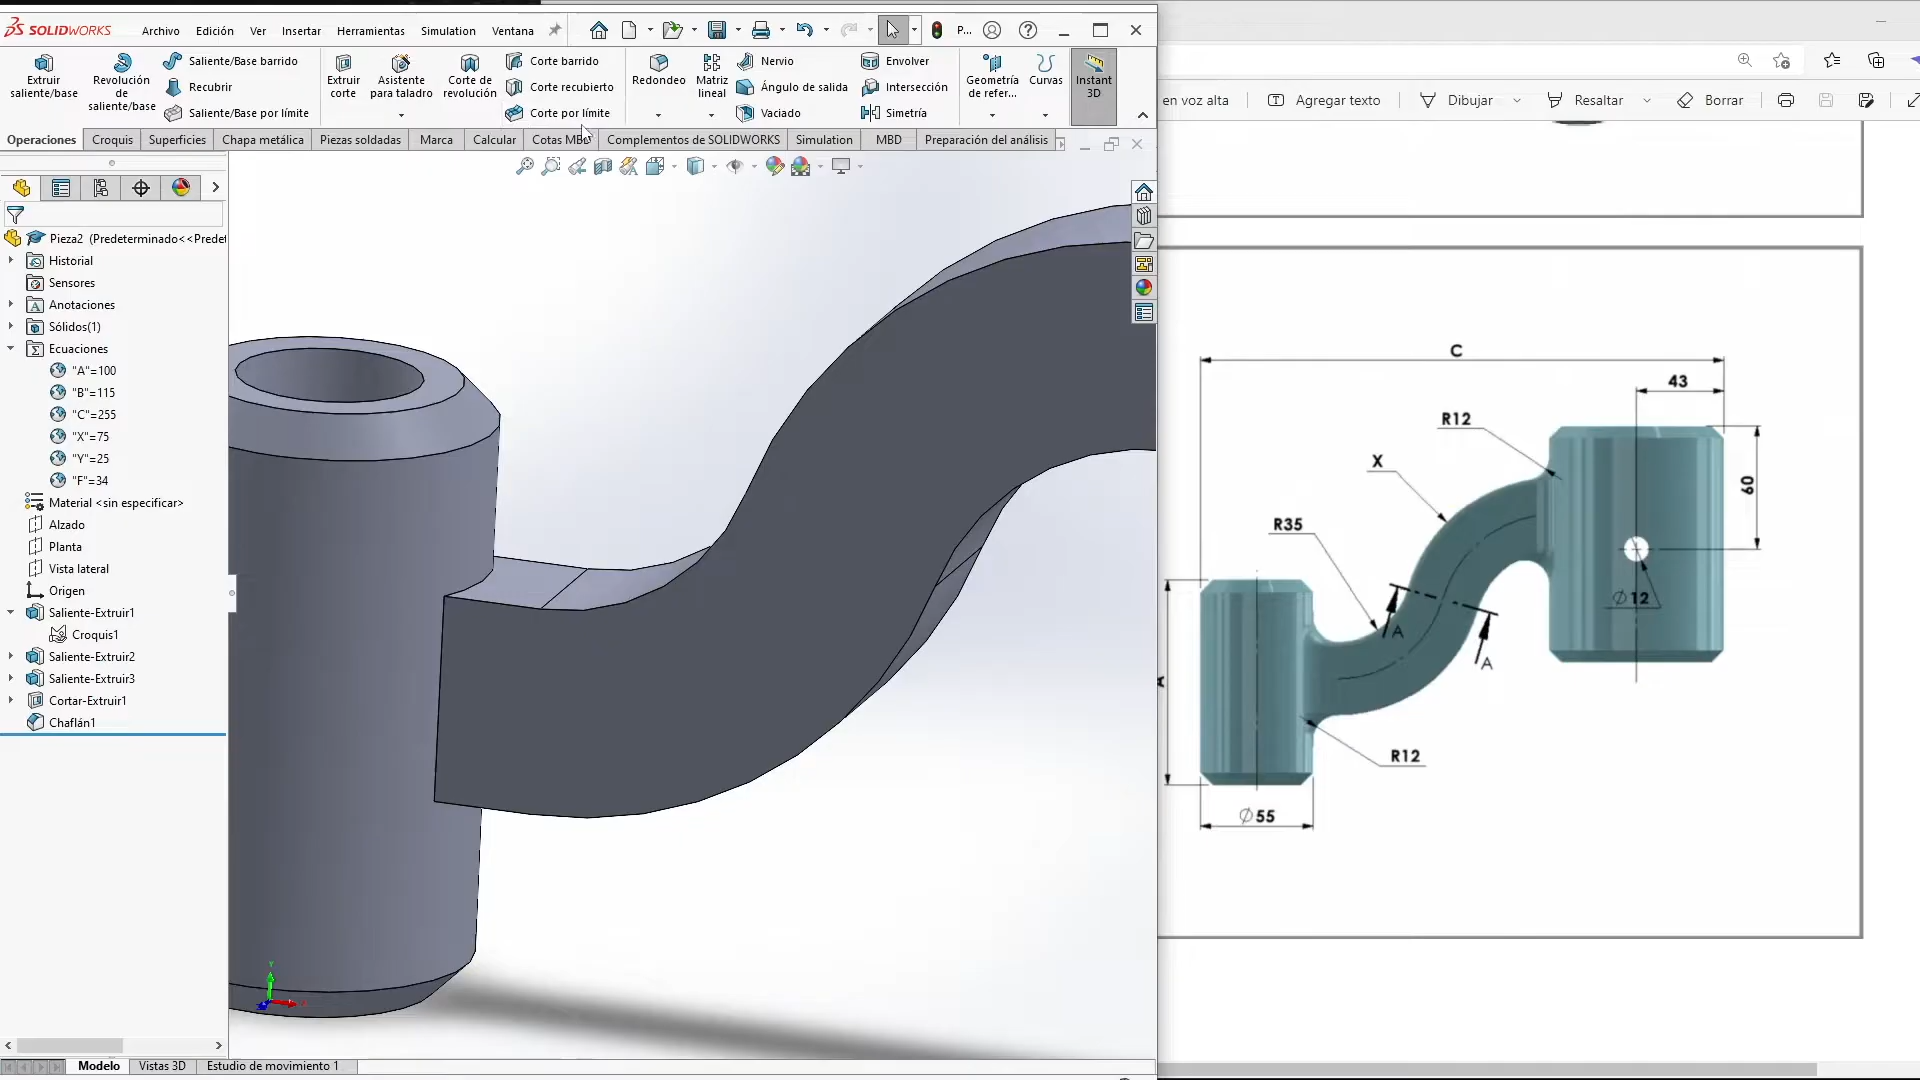 SOLIDWORKS
Archivo Edición Ver Insertar Herramientas Simulation Ventana P...
Extruir saliente/base
Revolución de saliente/base
Saliente/Base barrido
Recubrir
Saliente/Base por límite
Extruir corte
Asistente para taladro
Corte de revolución
Corte barrido
Corte recubierto
Corte por límite
Redondeo
Matriz lineal
Nervio
Ángulo de salida
Vaciado
Envolver
Intersección
Simetría
Geometría de refer...
Curvas
Instant 3D
Operaciones Croquis Superficies Chapa metálica Piezas soldadas Marca Calcular Cotas MBD Complementos de SOLIDWORKS Simulation MBD Preparación del análisis
en voz alta Agregar texto Dibujar Resaltar Borrar
Pieza2 (Predeterminado<<Predet
Historial
Sensores
Anotaciones
Sólidos(1)
Ecuaciones
"A"=100
"B"=115
"C"=255
"X"=75
"Y"=25
"F"=34
Material <sin especificar>
Alzado
Planta
Vista lateral
Origen
Saliente-Extruir1
Croquis1
Saliente-Extruir2
Saliente-Extruir3
Cortar-Extruir1
Chaflán1
Modelo Vistas 3D Estudio de movimiento 1
C
43
R12
X
60
R35
∅12
A
A
A
R12
∅55